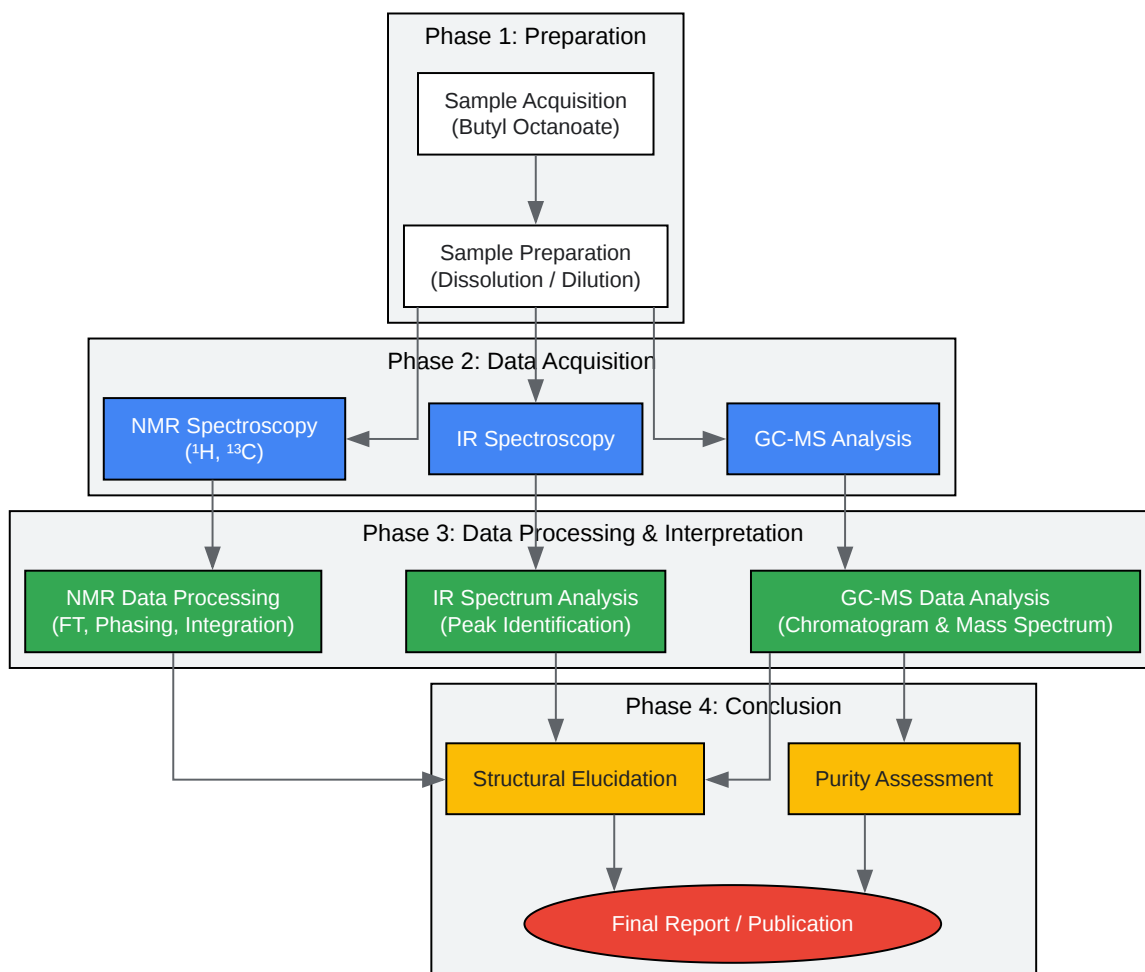 Phase 1: Preparation
Sample Acquisition
(Butyl Octanoate)
Sample Preparation
(Dissolution / Dilution)
Phase 2: Data Acquisition
NMR Spectroscopy
(¹H, ¹³C)
IR Spectroscopy
GC-MS Analysis
Phase 3: Data Processing & Interpretation
NMR Data Processing
(FT, Phasing, Integration)
IR Spectrum Analysis
(Peak Identification)
GC-MS Data Analysis
(Chromatogram & Mass Spectrum)
Phase 4: Conclusion
Structural Elucidation
Purity Assessment
Final Report / Publication